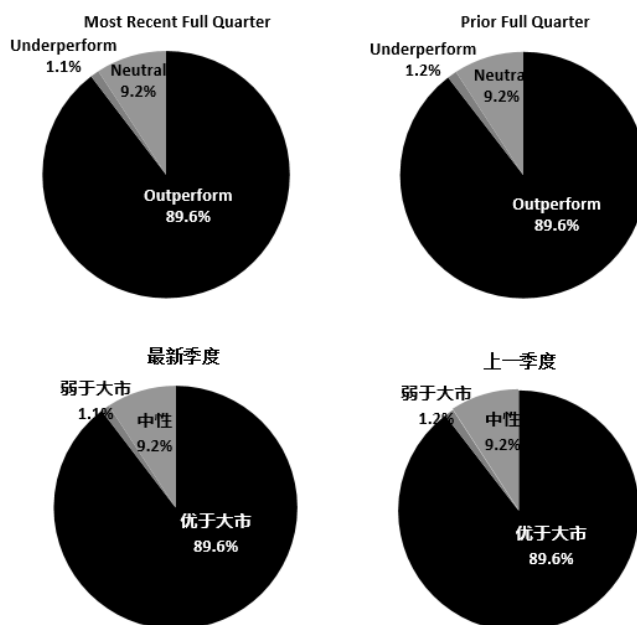 Most Recent Full Quarter
Prior Full Quarter
Underperform
1.1%
Neutral
9.2%
Outperform
89.6%
Underperform
1.2%
Neutral
9.2%
Outperform
89.6%
最新季度
上一季度
弱于大市
1.1%
中性
9.2%
优于大市
89.6%
弱于大市
1.2%
中性
9.2%
优于大市
89.6%